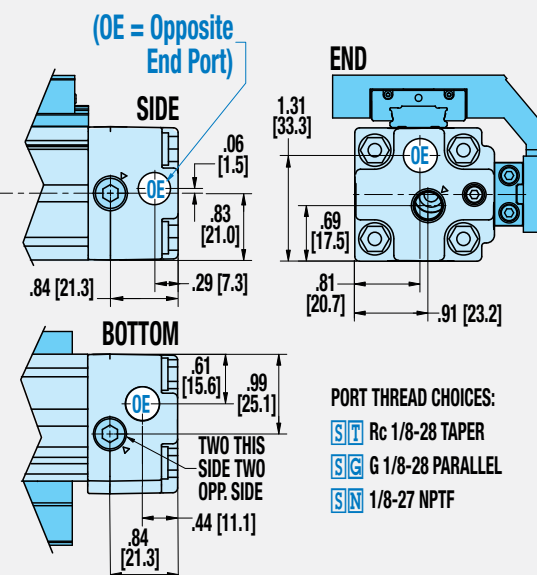 (OE = Opposite
End Port)
SIDE
OE
.06
[1.5]
.83
[21.0]
.84 [21.3]
.29 [7.3]
END
1.31
[33.3]
OE
.69
[17.5]
.81
[20.7]
.91 [23.2]
BOTTOM
OE
.61
[15.6]
.99
[25.1]
TWO THIS
SIDE TWO
OPP. SIDE
.44 [11.1]
.84
[21.3]
PORT THREAD CHOICES:
ST Rc 1/8-28 TAPER
SG G 1/8-28 PARALLEL
SN 1/8-27 NPTF